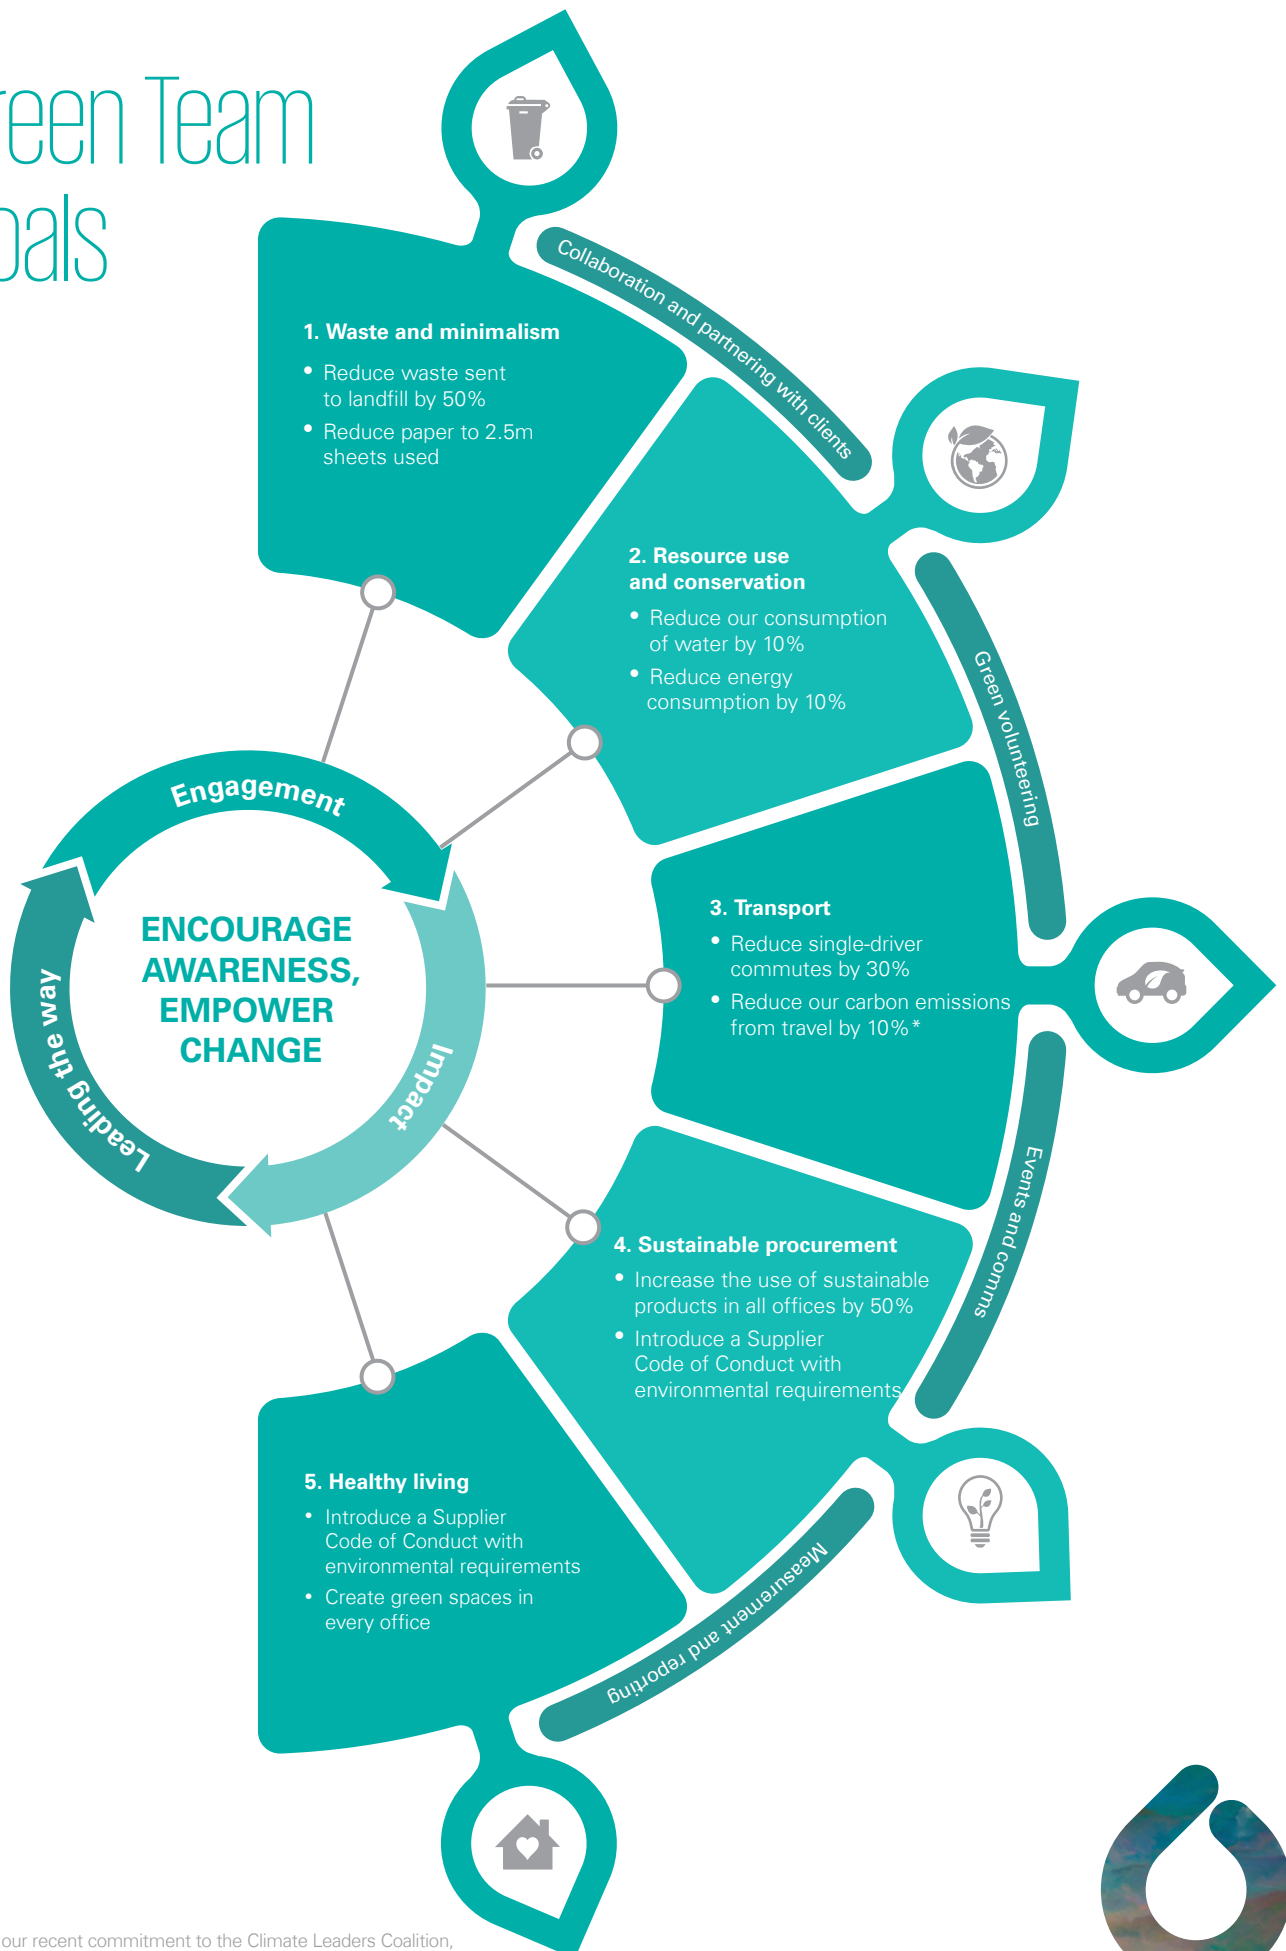 reen Team
oals
Collaboration and partnering with clients
1. Waste and minimalism
• Reduce waste sent
to landfill by 50%
• Reduce paper to 2.5m
sheets used
2. Resource use
and conservation
• Reduce our consumption
of water by 10%
• Reduce energy
consumption by 10%
Green volunteering
Engagement
ENCOURAGE
AWARENESS,
EMPOWER
CHANGE
Leading the way
Impact
3. Transport
• Reduce single-driver
commutes by 30%
• Reduce our carbon emissions
from travel by 10%*
Events and comms
4. Sustainable procurement
• Increase the use of sustainable
products in all offices by 50%
• Introduce a Supplier
Code of Conduct with
environmental requirements
5. Healthy living
• Introduce a Supplier
Code of Conduct with
environmental requirements
• Create green spaces in
every office
Measurement and reporting
our recent commitment to the Climate Leaders Coalition,